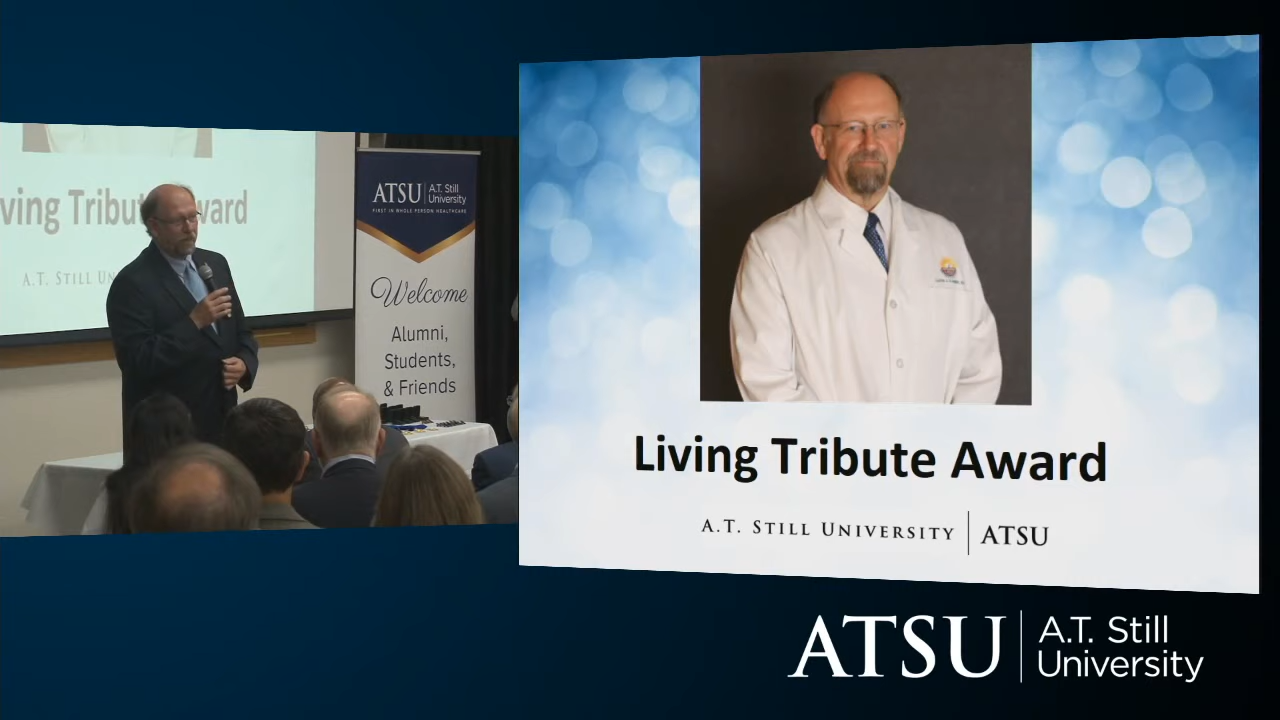 ving Tribute Award
A.T. STILL UN
ATSU A.T. Still University
FIRST IN WHOLE PERSON HEALTHCARE
Welcome
Alumni,
Students,
& Friends
Living Tribute Award
A.T. STILL UNIVERSITY ATSU
ATSU A.T. Still
University